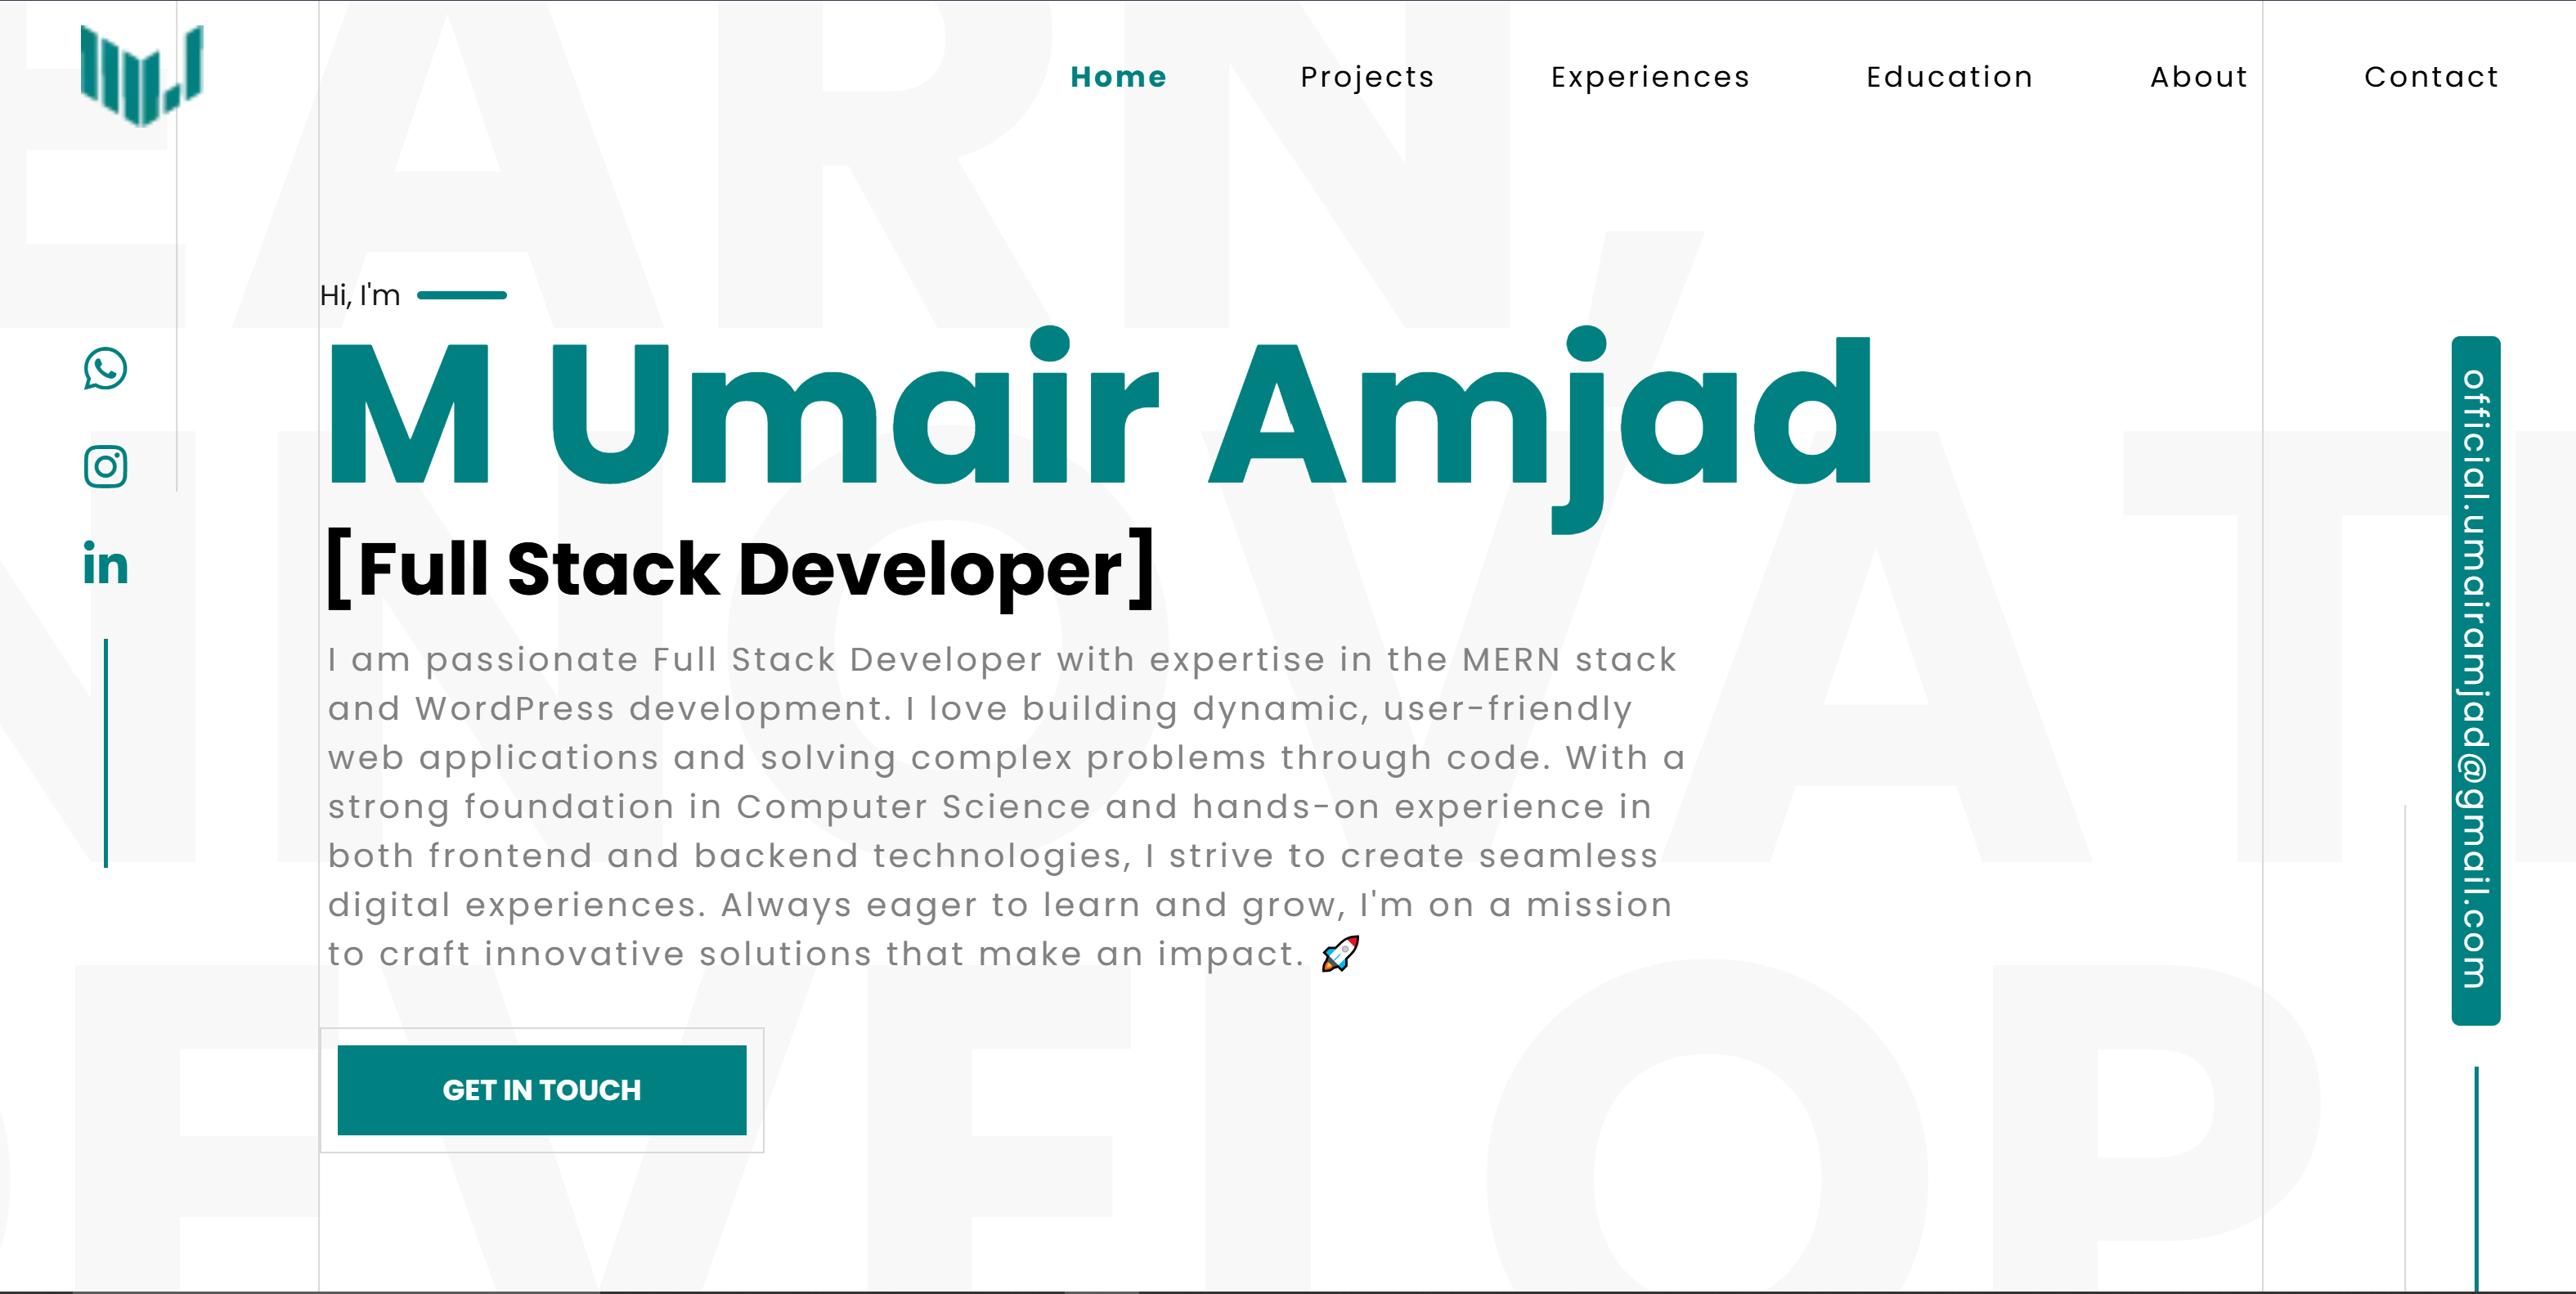 Home Projects Experiences Education About Contact
EARN,
Hi, I'm
M Umair Amjad
[Full Stack Developer]
in
I am passionate Full Stack Developer with expertise in the MERN stack
and WordPress development. I love building dynamic, user-friendly
web applications and solving complex problems through code. With a
strong foundation in Computer Science and hands-on experience in
both frontend and backend technologies, I strive to create seamless
digital experiences. Always eager to learn and grow, I'm on a mission
to craft innovative solutions that make an impact. 🚀
NNOVAT
GET IN TOUCH
DEVELOP
official.umairamjad@gmail.com